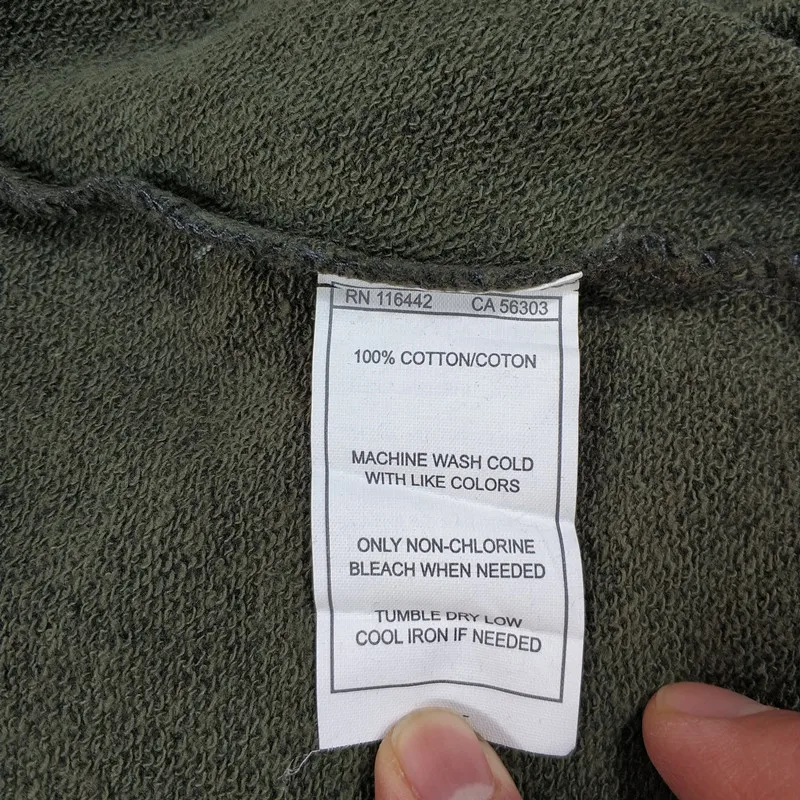 RN 116442 CA 56303
100% COTTON/COTON
MACHINE WASH COLD
WITH LIKE COLORS
ONLY NON-CHLORINE
BLEACH WHEN NEEDED
TUMBLE DRY LOW
COOL IRON IF NEEDED